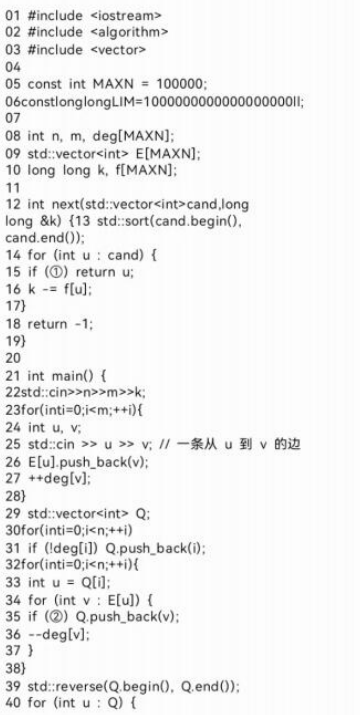 01 #include <iostream>
02 #include <algorithm>
03 #include <vector>
04
05 const int MAXN = 100000;
06constlonglongLIM=1000000000000000000ll;
07
08 int n, m, deg[MAXN];
09 std::vector<int> E[MAXN];
10 long long k, f[MAXN];
11
12 int next(std::vector<int>cand,long
long &k) {13 std::sort(cand.begin(),
cand.end());
14 for (int u : cand) {
15 if (①) return u;
16 k -= f[u];
17}
18 return -1;
19}
20
21 int main() {
22std::cin>>n>>m>>k;
23for(inti=0;i<m;++i){
24 int u, v;
25 std::cin >> u >> v; // 一条从 u 到 v 的边
26 E[u].push_back(v);
27 ++deg[v];
28}
29 std::vector<int> Q;
30for(inti=0;i<n;++i)
31 if (!deg[i]) Q.push_back(i);
32for(inti=0;i<n;++i){
33 int u = Q[i];
34 for (int v : E[u]) {
35 if (②) Q.push_back(v);
36 --deg[v];
37 }
38}
39 std::reverse(Q.begin(), Q.end());
40 for (int u : Q) {